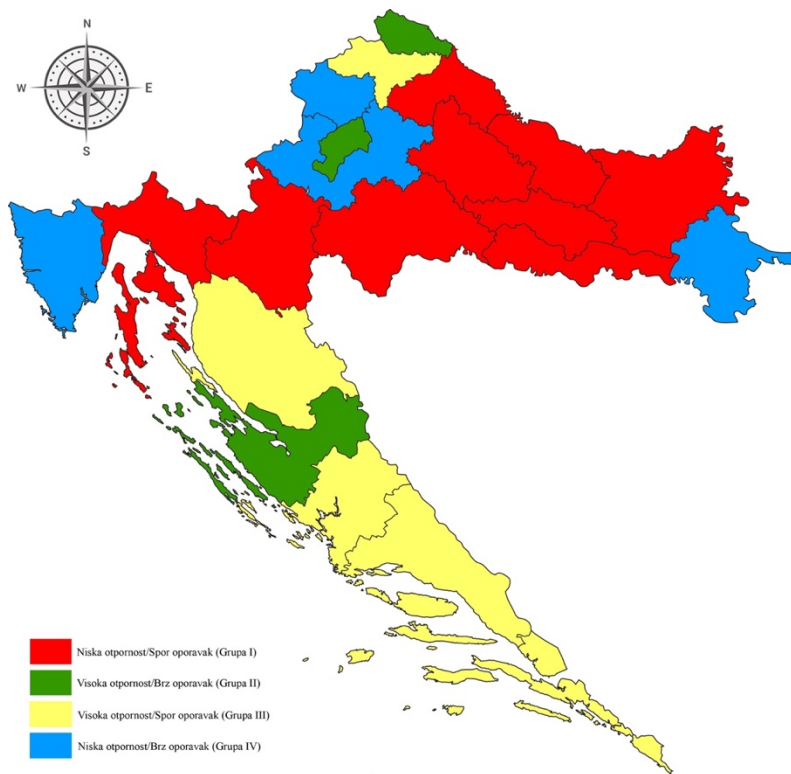 N
W
E
S
Niska otpornost/Spor oporavak (Grupa I)
Visoka otpornost/Brz oporavak (Grupa II)
Visoka otpornost/Spor oporavak (Grupa III)
Niska otpornost/Brz oporavak (Grupa IV)